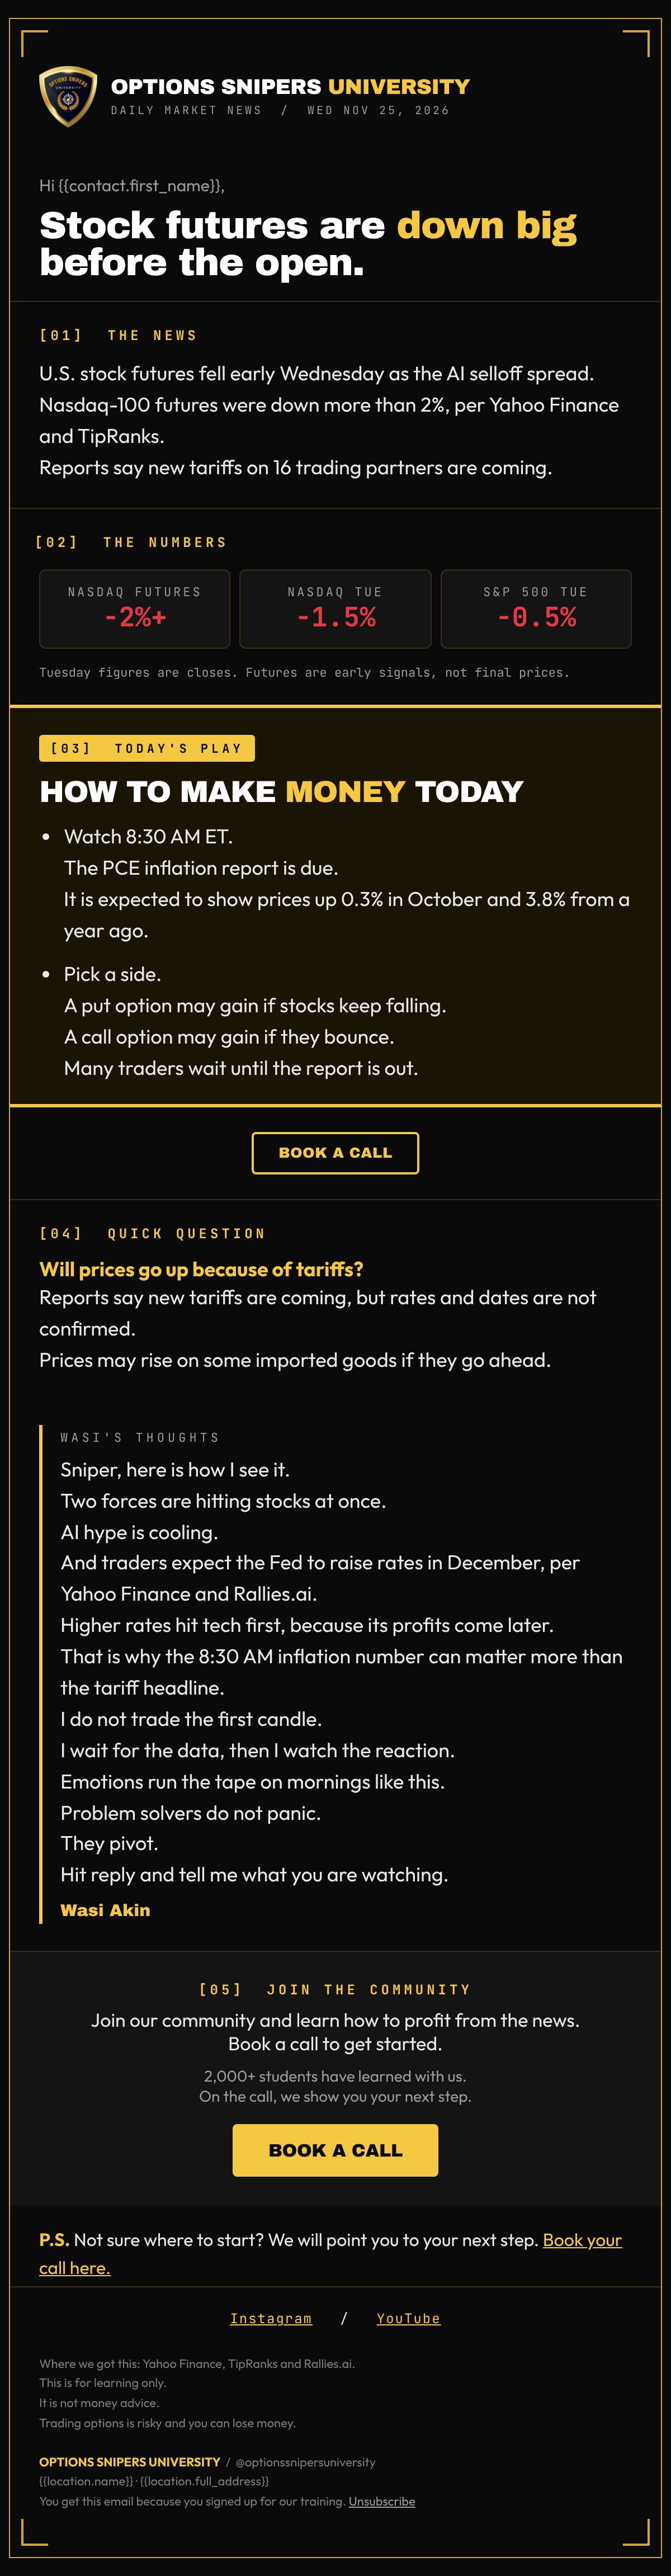 OPTIONS SNIPERS
UNIVERSITY
OPTIONS SNIPERS UNIVERSITY
DAILY MARKET NEWS / WED NOV 25, 2026
Hi {{contact.first_name}},
Stock futures are down big
before the open.
[01] THE NEWS
U.S. stock futures fell early Wednesday as the AI selloff spread.
Nasdaq-100 futures were down more than 2%, per Yahoo Finance
and TipRanks.
Reports say new tariffs on 16 trading partners are coming.
[02] THE NUMBERS
NASDAQ FUTURES
-2%+
NASDAQ TUE
-1.5%
S&P 500 TUE
-0.5%
Tuesday figures are closes. Futures are early signals, not final prices.
[03] TODAY'S PLAY
HOW TO MAKE MONEY TODAY
• Watch 8:30 AM ET.
The PCE inflation report is due.
It is expected to show prices up 0.3% in October and 3.8% from a
year ago.
• Pick a side.
A put option may gain if stocks keep falling.
A call option may gain if they bounce.
Many traders wait until the report is out.
BOOK A CALL
[04] QUICK QUESTION
Will prices go up because of tariffs?
Reports say new tariffs are coming, but rates and dates are not
confirmed.
Prices may rise on some imported goods if they go ahead.
WASI'S THOUGHTS
Sniper, here is how I see it.
Two forces are hitting stocks at once.
AI hype is cooling.
And traders expect the Fed to raise rates in December, per
Yahoo Finance and Rallies.ai.
Higher rates hit tech first, because its profits come later.
That is why the 8:30 AM inflation number can matter more than
the tariff headline.
I do not trade the first candle.
I wait for the data, then I watch the reaction.
Emotions run the tape on mornings like this.
Problem solvers do not panic.
They pivot.
Hit reply and tell me what you are watching.
Wasi Akin
[05] JOIN THE COMMUNITY
Join our community and learn how to profit from the news.
Book a call to get started.
2,000+ students have learned with us.
On the call, we show you your next step.
BOOK A CALL
P.S. Not sure where to start? We will point you to your next step. Book your
call here.
Instagram / YouTube
Where we got this: Yahoo Finance, TipRanks and Rallies.ai.
This is for learning only.
It is not money advice.
Trading options is risky and you can lose money.
OPTIONS SNIPERS UNIVERSITY / @optionssnipersuniversity
{{location.name}} · {{location.full_address}}
You get this email because you signed up for our training. Unsubscribe